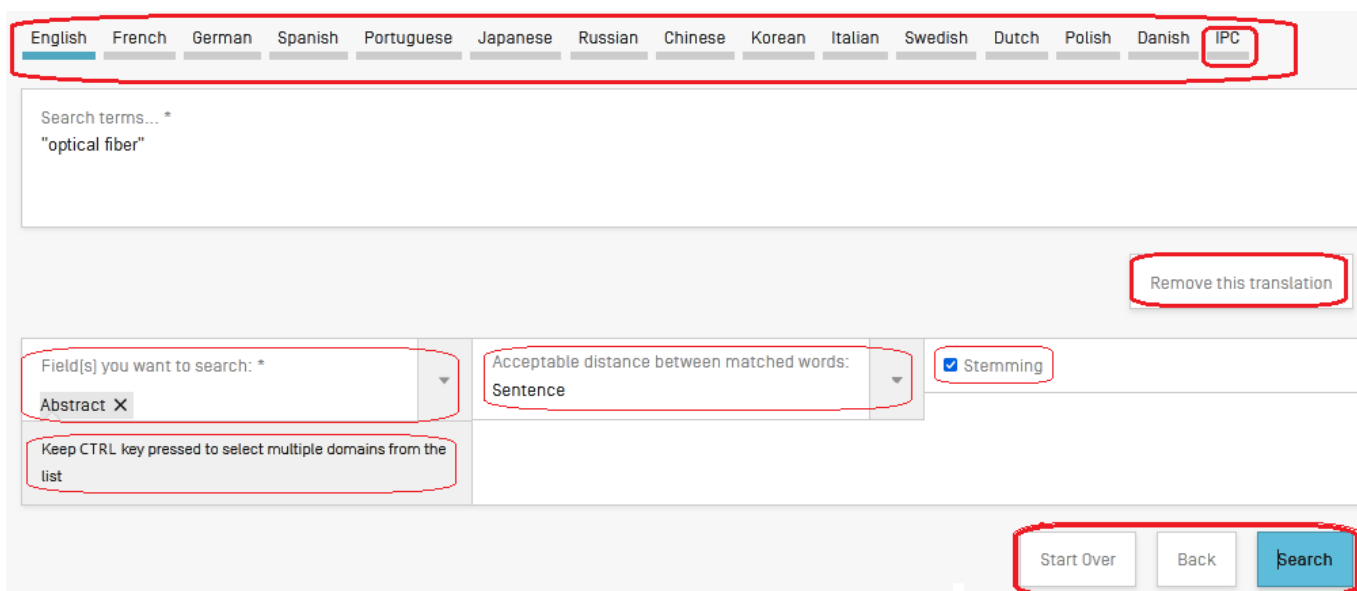 English French German Spanish Portuguese Japanese Russian Chinese Korean Italian Swedish Dutch Polish Danish IPC
Search terms... *
"optical fiber"
Remove this translation
Field(s) you want to search: *
Abstract X
Keep CTRL key pressed to select multiple domains from the
list
Acceptable distance between matched words:
Sentence
Stemming
Start Over Back Search